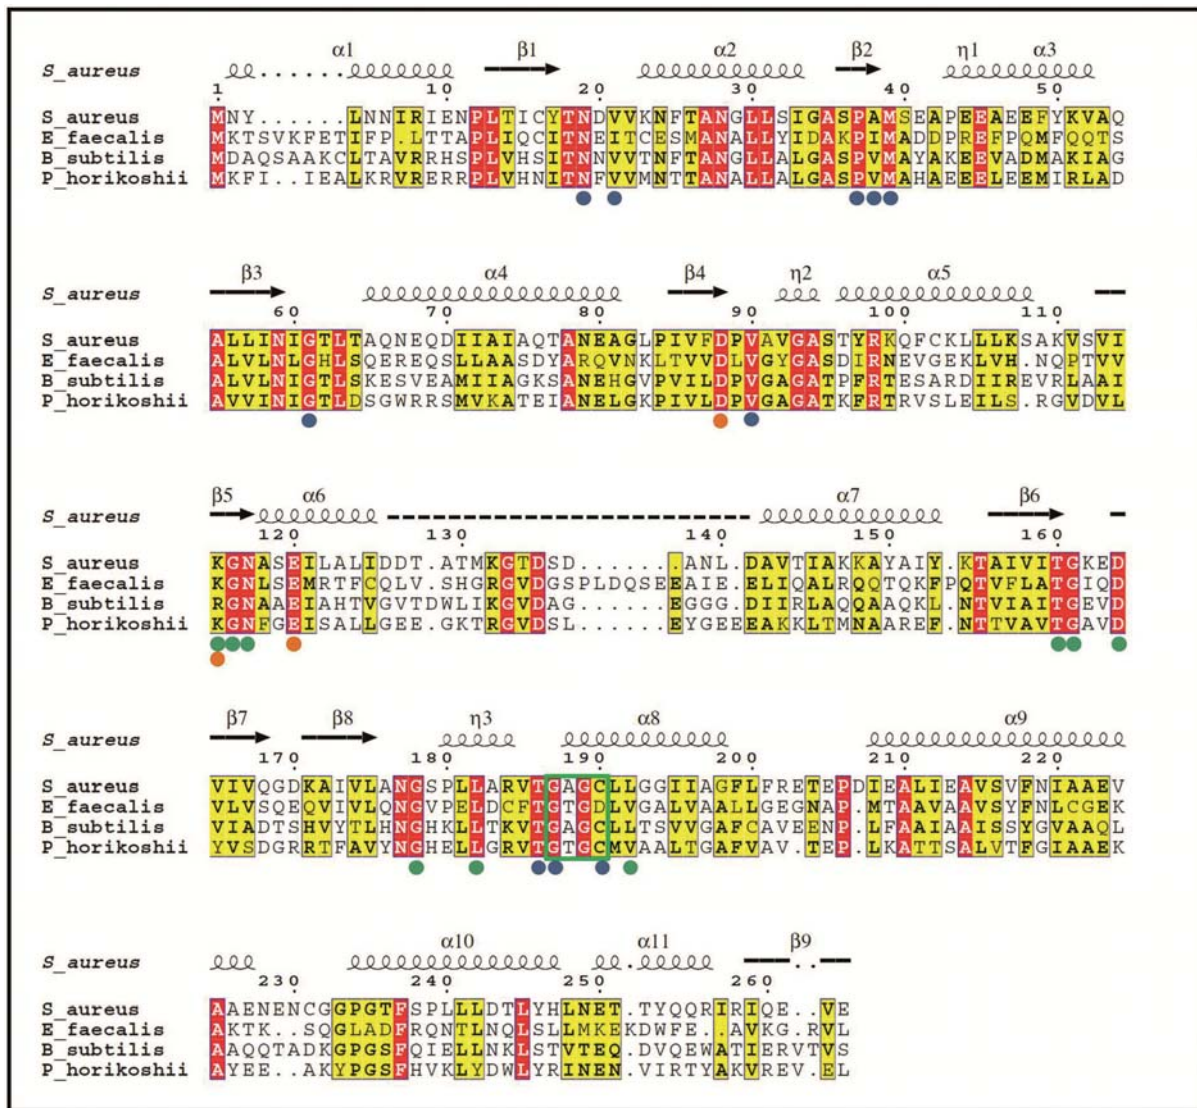 α1 β1 α2 β2 η1 α3
S_aureus
1 10 20 30 40 50
S_aureus MNY......LNNIRIENPLTICYTNDVVKNFTANGLLSIGASPAMSEAPEEAEEFYKVAQ
E_faecalis MKTSVKFETIFP.LTTAPLIQCITNEITCESMANALLYIDAKPIMADDPREFPQMFQQTS
B_subtilis MDAQSAAKCLTAVRRHSPLVHSITNNVVTNFTANGLLALGASPVMAYAKEEVADMAKIAG
P_horikoshii MKFI..IEALKRVRERRPLVHNITNFVVMNTTANALLALGASPVMAHAEEELEEMIRLAD
β3 α4 β4 η2 α5
S_aureus
60 70 80 90 100 110
S_aureus ALLINIGTLTAQNEQDIIAIAQTANEAGLPIVFDPVAVGASTYRKQFCKLLLKSAKVSVI
E_faecalis ALVLNLGHLSQEREQSLLAASDYARQVNKLTVVDLVGYGASDIRNEVGEKLVH.NQPTVV
B_subtilis ALVLNIGTLSKESVEAMIIAGKSANEHGVPVILDPVGAGATPFRTESARDIIREVRLAAI
P_horikoshii AVVINIGTLDSGWRRSMVKATEIANELGKPIVLDPVGAGATKFRTRVSLEILS.RGVDVL
β5 α6 α7 β6
S_aureus
120 130 140 150 160
S_aureus KGNASEILALIDDT.ATMKGTDSD......ANL.DAVTIAKKAYAIY.KTAIVITGKED
E_faecalis KGNLSEMRTFCQLV.SHGRGVDGSPLDQSEEAIE.ELIQALRQQTQKFPQTVFLATGIQD
B_subtilis RGNAAEIAHTVGVTDWLIKGVDAG......EGGG.DIIRLAQQAAQKL.NTVIAITGEVD
P_horikoshii KGNFGEISALLGEE.GKTRGVDSL......EYGEEEAKKLTMNAAREF.NTTVAVTGAVD
β7 β8 η3 α8 α9
S_aureus
170 180 190 200 210 220
S_aureus VIVQGDKAIVLANGSPLLARVTGAGCLLGGIIAGFLFRETEPDIEALIEAVSVFNIAAEV
E_faecalis VLVSQEQVIVLQNGVPELDCFTGTGDLVGALVAALLGEGNAP.MTAAVAAVSYFNLCGEK
B_subtilis VIADTSHVYTLHNGHKLLTKVTGAGCLLTSVVGAFCAVEENP.LFAAIAAISSYGVAAQL
P_horikoshii YVSDGRRTFAVYNGHELLGRVTGTGCMVAALTGAFVAV.TEP.LKATTSALVTFGIAAEK
α10 α11 β9
S_aureus
230 240 250 260
S_aureus AAENENCGGPGTFSPLLLDTLYHLNET.TYQQRIRIQE..VE
E_faecalis AKTK..SQGLADFRQNTLNQLSLLMKEKDWFE..AVKG.RVL
B_subtilis AAQQTADKGPGSFQIELLNKLSTVTEQ.DVQEWATIERVTVS
P_horikoshii AYEE..AKYPGSFHVKLYDWLYRINEN.VIRTYAKVREV.EL